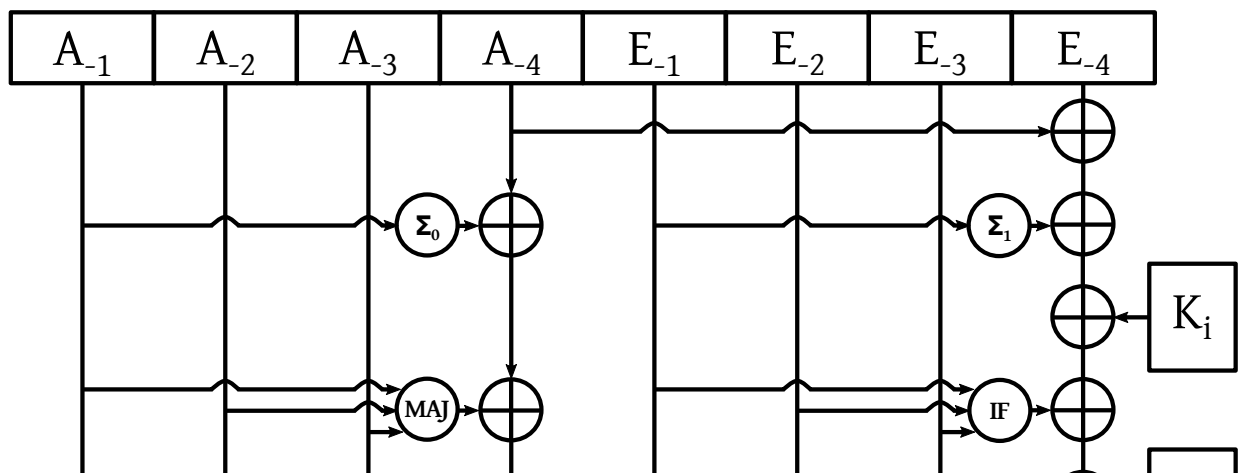 A₋₁ A₋₂ A₋₃ A₋₄ E₋₁ E₋₂ E₋₃ E₋₄
Σ₀ Σ₁
Kᵢ
MAJ IF